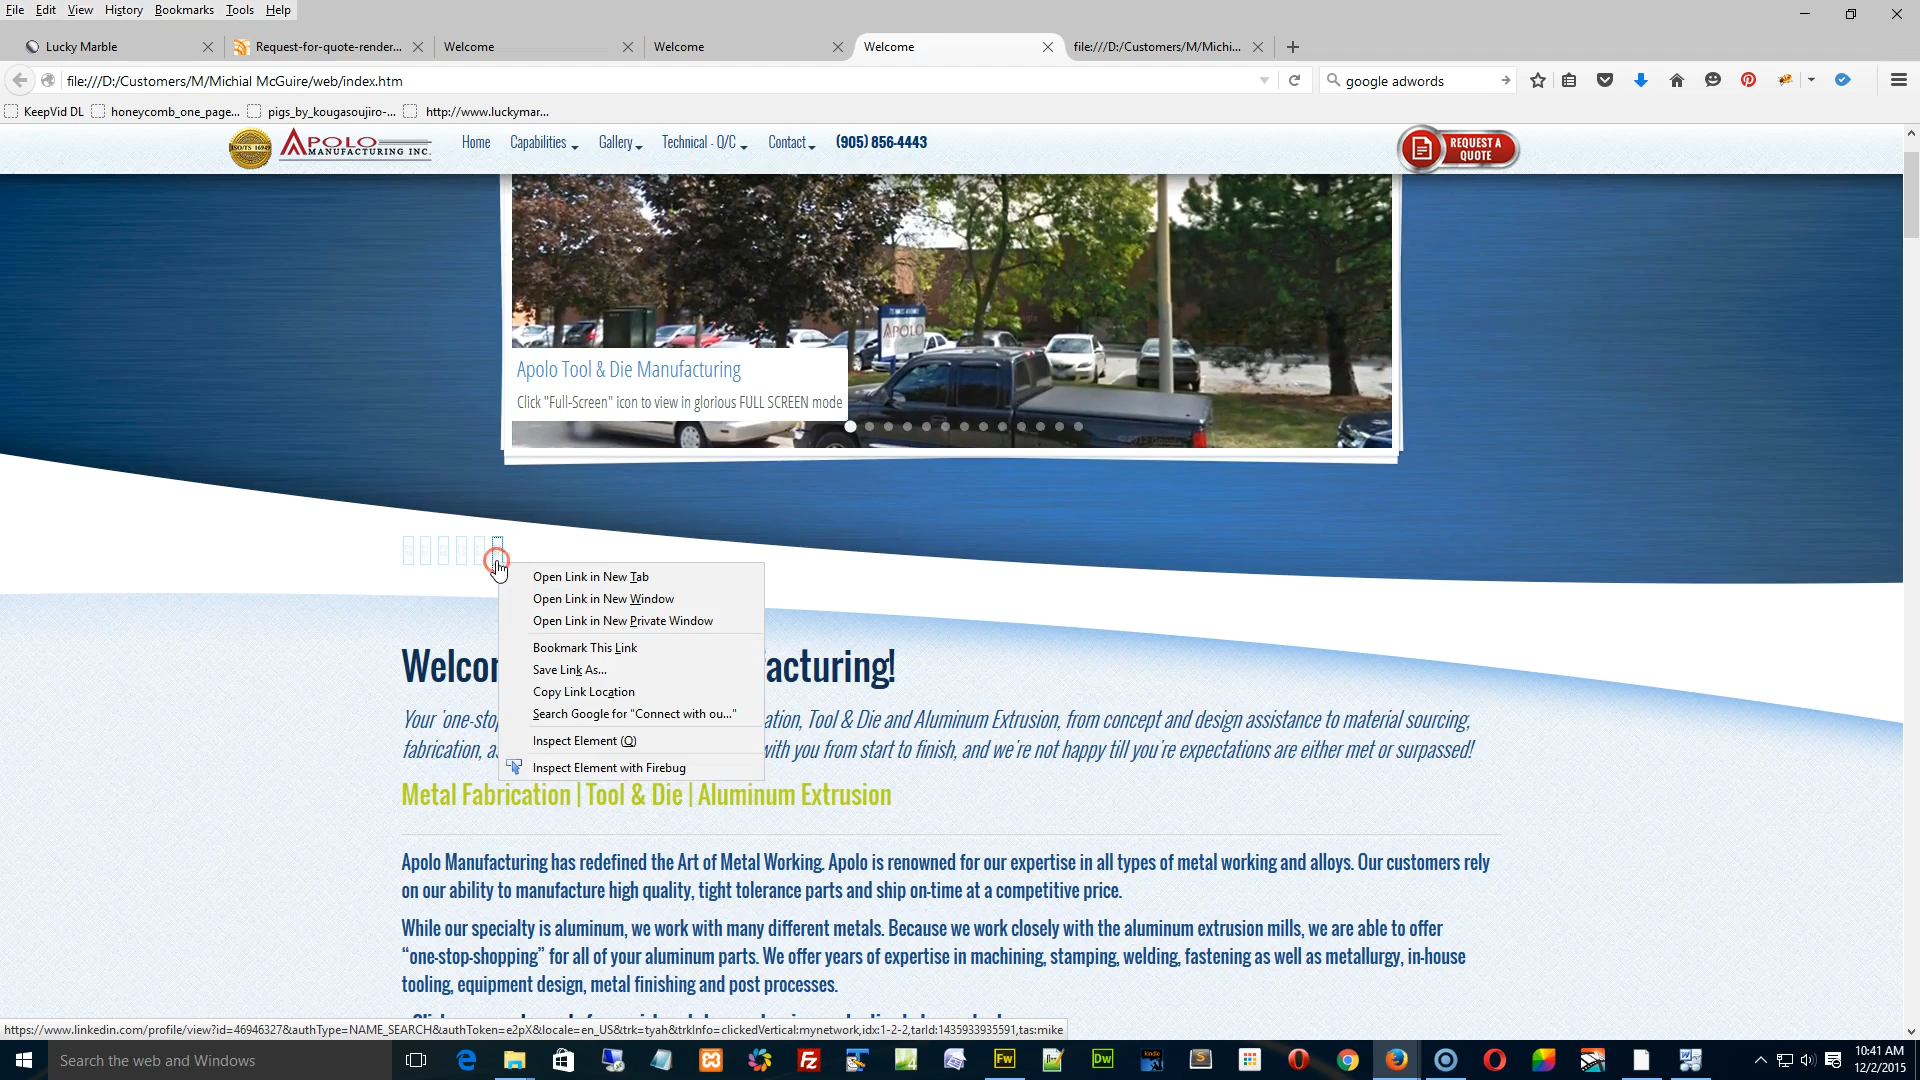 File Edit View History Bookmarks Tools Help
Lucky Marble
Request-for-quote-render...
Welcome
Welcome
Welcome
file:///D:/Customers/M/Michi...
file:///D:/Customers/M/Michial McGuire/web/index.htm
google adwords
KeepVid DL
honeycomb_one_page...
pigs_by_kougasoujiro-...
http://www.luckymar...
ISO/TS 16949
APOLO
MANUFACTURING INC.
Home
Capabilities
Gallery
Technical - Q/C
Contact
(905) 856-4443
REQUEST A
QUOTE
APOLO
Apolo Tool & Die Manufacturing
Click "Full-Screen" icon to view in glorious FULL SCREEN mode
Open Link in New Tab
Open Link in New Window
Open Link in New Private Window
Bookmark This Link
Save Link As...
Copy Link Location
Search Google for "Connect with ou..."
Inspect Element (Q)
Inspect Element with Firebug
Welco acturing!
Your 'one-stop ation, Tool & Die and Aluminum Extrusion, from concept and design assistance to material sourcing,
fabrication, as with you from start to finish, and we're not happy till you're expectations are either met or surpassed!
Metal Fabrication | Tool & Die | Aluminum Extrusion
Apolo Manufacturing has redefined the Art of Metal Working. Apolo is renowned for our expertise in all types of metal working and alloys. Our customers rely
on our ability to manufacture high quality, tight tolerance parts and ship on-time at a competitive price.
While our specialty is aluminum, we work with many different metals. Because we work closely with the aluminum extrusion mills, we are able to offer
“one-stop-shopping” for all of your aluminum parts. We offer years of expertise in machining, stamping, welding, fastening as well as metallurgy, in-house
tooling, equipment design, metal finishing and post processes.
https://www.linkedin.com/profile/view?id=46946327&authType=NAME_SEARCH&authToken=e2pX&locale=en_US&trk=tyah&trkInfo=clickedVertical:mynetwork,idx:1-2-2,tarId:1435933935591,tas:mike
Search the web and Windows
Fw
Dw
kindle
10:41 AM
12/2/2015